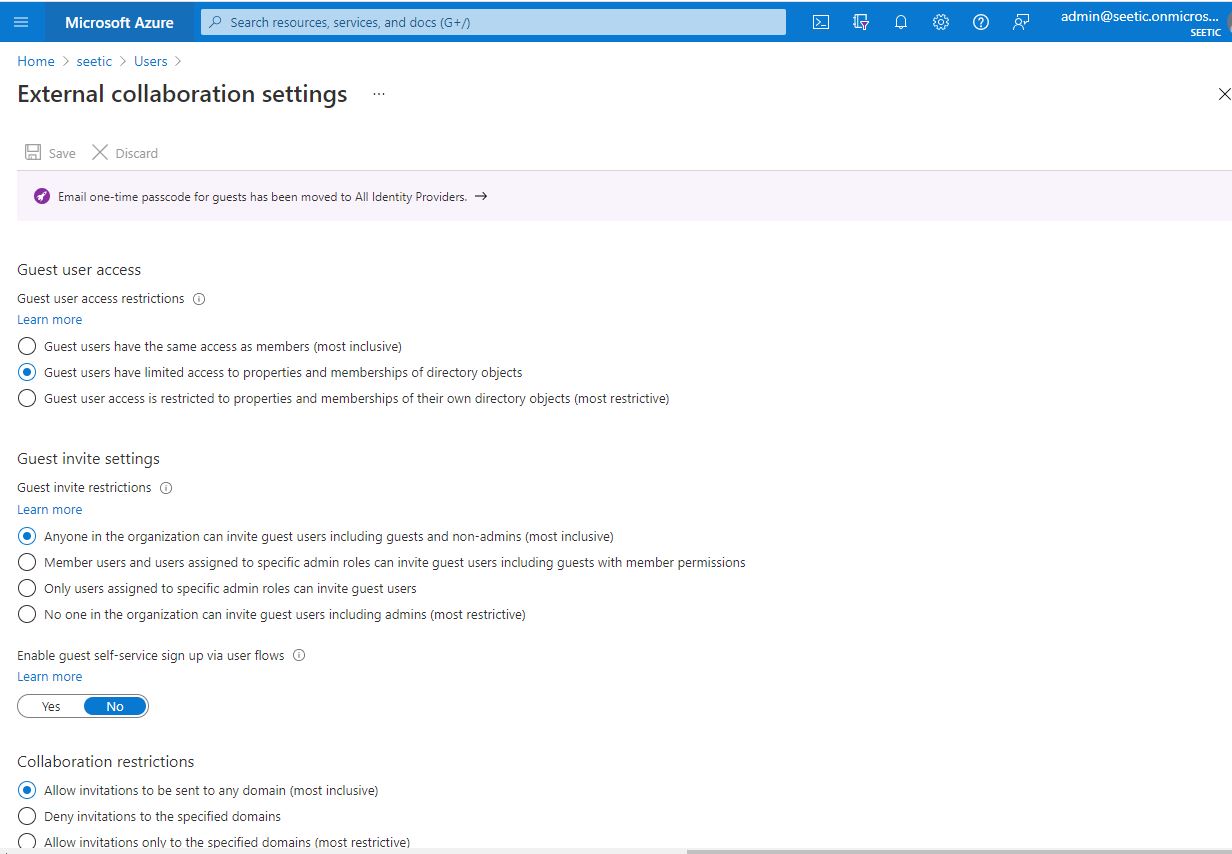 Microsoft Azure
Search resources, services, and docs (G+/)
admin@seetic.onmicros...
SEETIC
Home > seetic > Users >
External collaboration settings ...
Save Discard
Email one-time passcode for guests has been moved to All Identity Providers. →
Guest user access
Guest user access restrictions
Learn more
Guest users have the same access as members (most inclusive)
Guest users have limited access to properties and memberships of directory objects
Guest user access is restricted to properties and memberships of their own directory objects (most restrictive)
Guest invite settings
Guest invite restrictions
Learn more
Anyone in the organization can invite guest users including guests and non-admins (most inclusive)
Member users and users assigned to specific admin roles can invite guest users including guests with member permissions
Only users assigned to specific admin roles can invite guest users
No one in the organization can invite guest users including admins (most restrictive)
Enable guest self-service sign up via user flows
Learn more
Yes No
Collaboration restrictions
Allow invitations to be sent to any domain (most inclusive)
Deny invitations to the specified domains
Allow invitations only to the specified domains (most restrictive)